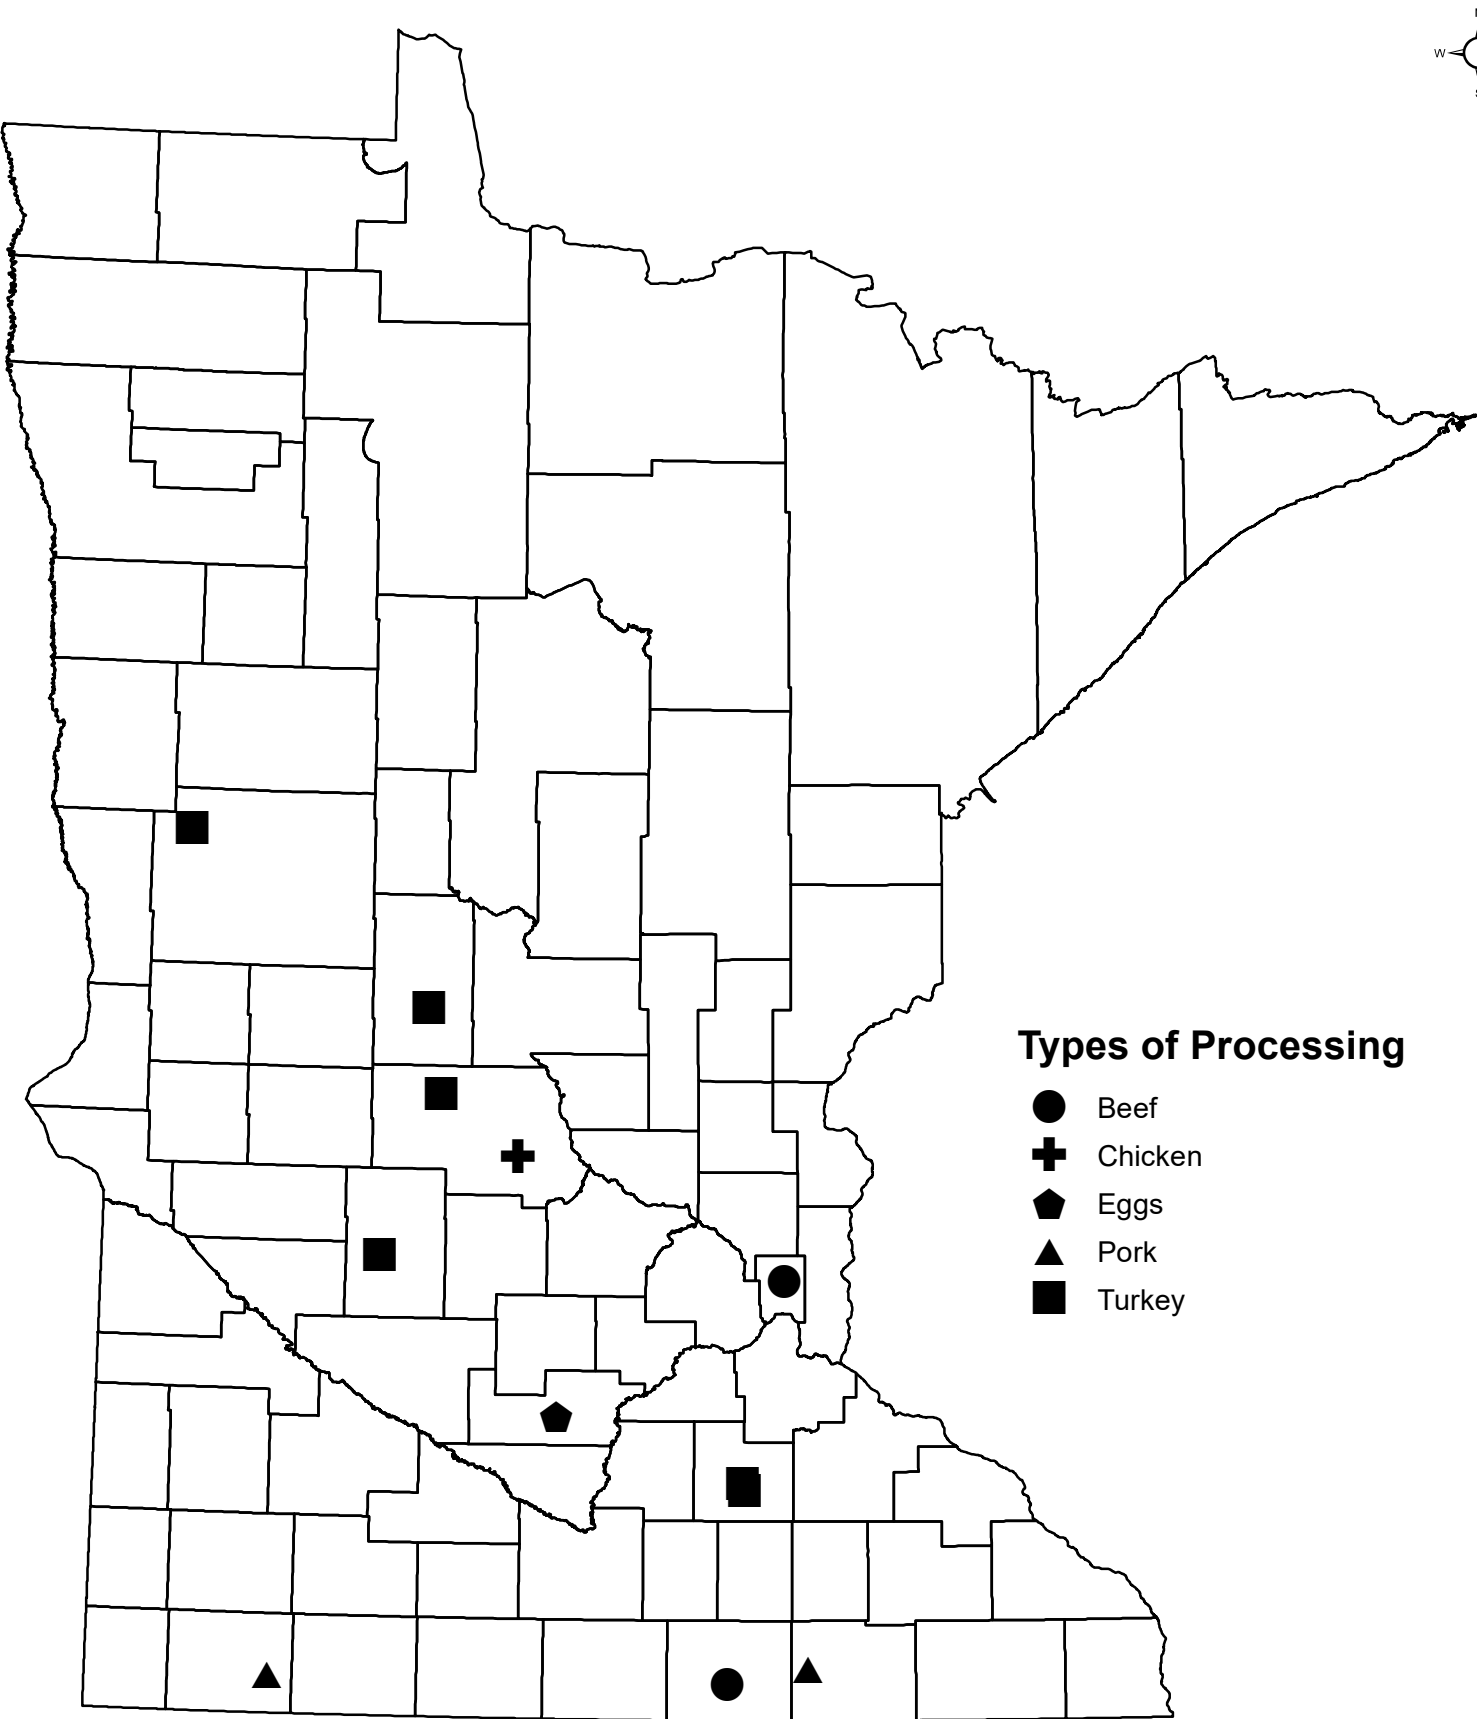 W
Types of Processing
Beef
Chicken
Eggs
Pork
Turkey